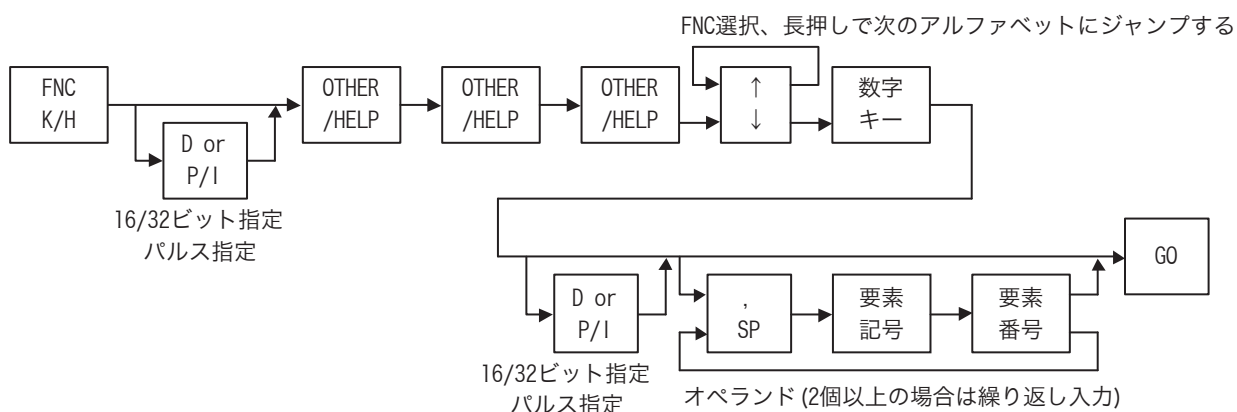 FNC選択、長押しで次のアルファベットにジャンプする
FNC
K/H
D or
P/I
16/32ビット指定
パルス指定
OTHER
/HELP
OTHER
/HELP
OTHER
/HELP
↑
↓
数字
キー
D or
P/I
16/32ビット指定
パルス指定
,
SP
要素
記号
要素
番号
オペランド (2個以上の場合は繰り返し入力)
GO